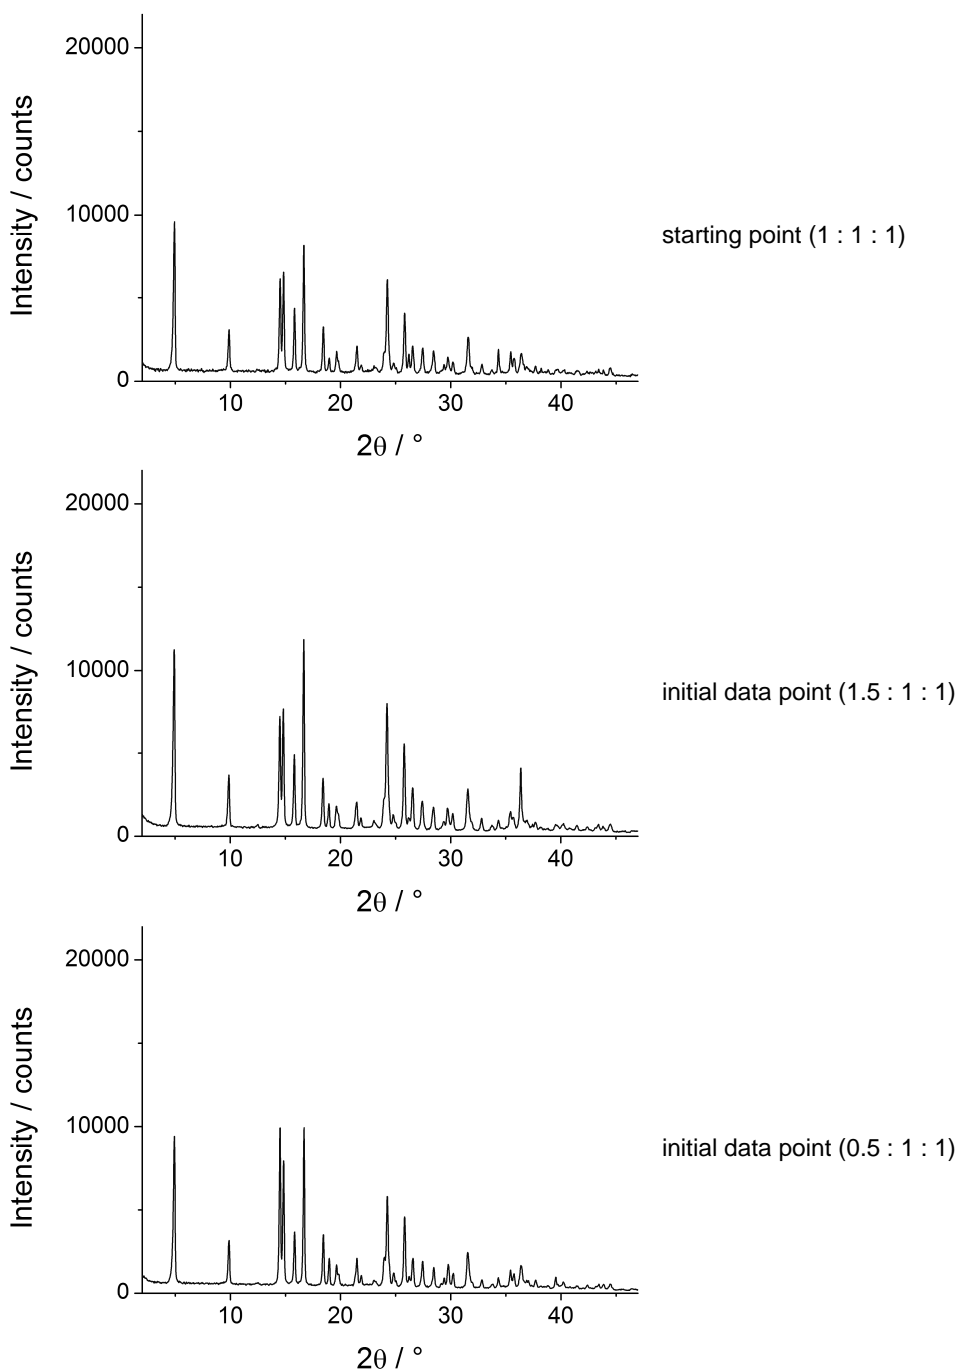 20000
10000
0
Intensity / counts
10 20 30 40
2θ / °
starting point (1 : 1 : 1)
20000
10000
0
Intensity / counts
10 20 30 40
2θ / °
initial data point (1.5 : 1 : 1)
20000
10000
0
Intensity / counts
10 20 30 40
2θ / °
initial data point (0.5 : 1 : 1)